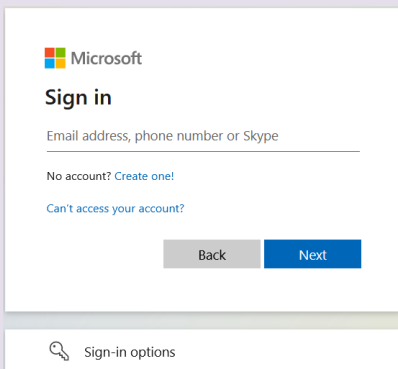 Microsoft
Sign in
Email address, phone number or Skype
No account? Create one!
Can't access your account?
Back
Next
Sign-in options